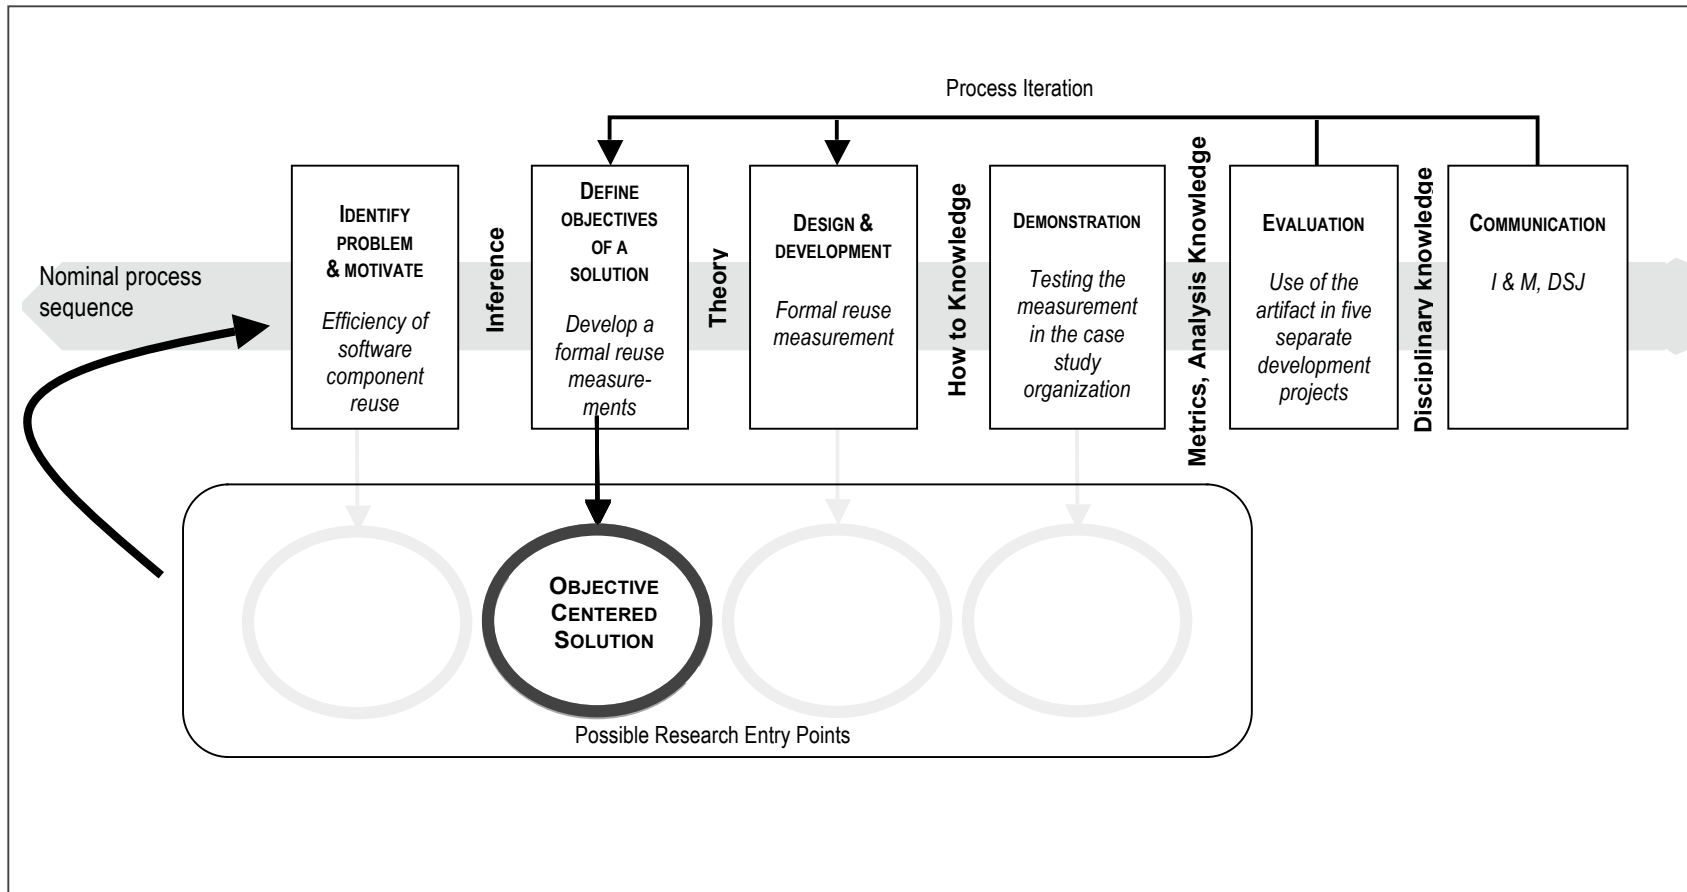 Process Iteration
Nominal process
sequence
IDENTIFY
PROBLEM
& MOTIVATE
Efficiency of
software
component
reuse
Inference
DEFINE
OBJECTIVES
OF A
SOLUTION
Develop a
formal reuse
measure-
ments
Theory
DESIGN &
DEVELOPMENT
Formal reuse
measurement
How to Knowledge
DEMONSTRATION
Testing the
measurement
in the case
study
organization
Metrics, Analysis Knowledge
EVALUATION
Use of the
artifact in five
separate
development
projects
Disciplinary knowledge
COMMUNICATION
I & M, DSJ
OBJECTIVE
CENTERED
SOLUTION
Possible Research Entry Points